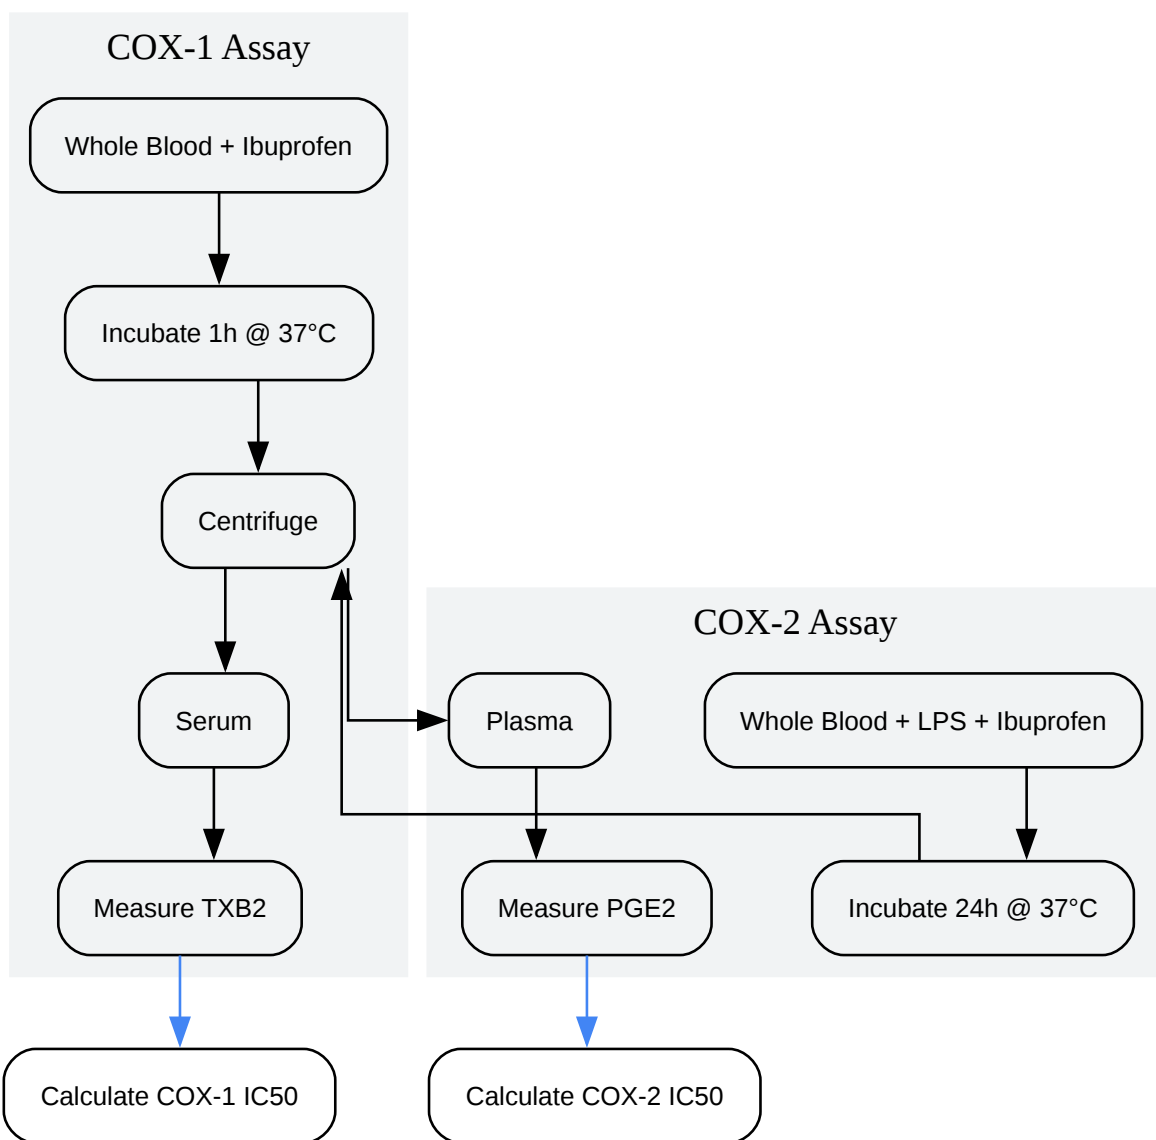 COX-1 Assay
Whole Blood + Ibuprofen
Incubate 1h @ 37°C
Centrifuge
Serum
Measure TXB2
Calculate COX-1 IC50
COX-2 Assay
Plasma
Whole Blood + LPS + Ibuprofen
Measure PGE2
Incubate 24h @ 37°C
Calculate COX-2 IC50